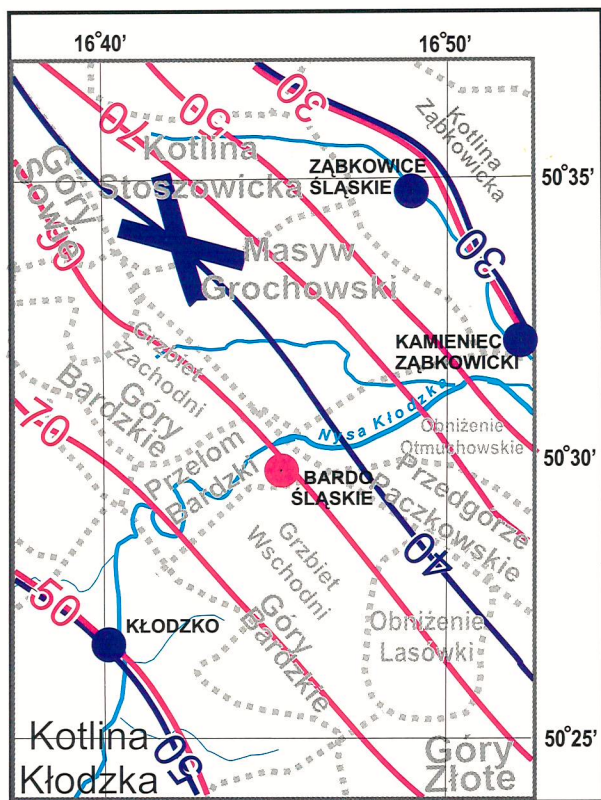 16°40'
16°50'
30
50
70
Kotlina
Ząbkowicka
Kotlina
Stoszowicka
ZĄBKOWICE
ŚLĄSKIE
50°35'
Góry
Sowie
90
Masyw
Grochowski
30
KAMIENIEC
ZĄBKOWICKI
Grzbiet
Zachodni
Góry
Bardzkie
70
Nysa Kłodzka
Obniżenie
Otmuchowskie
50°30'
Przełom
Bardzki
BARDO
ŚLĄSKIE
Przedgorze
Paczkowskie
40
Grzbiet
Wschodni
Góry
Bardzkie
Obniżenie
Lasówki
50
KŁODZKO
50°25'
Kotlina
Kłodzka
50
Góry
Złote